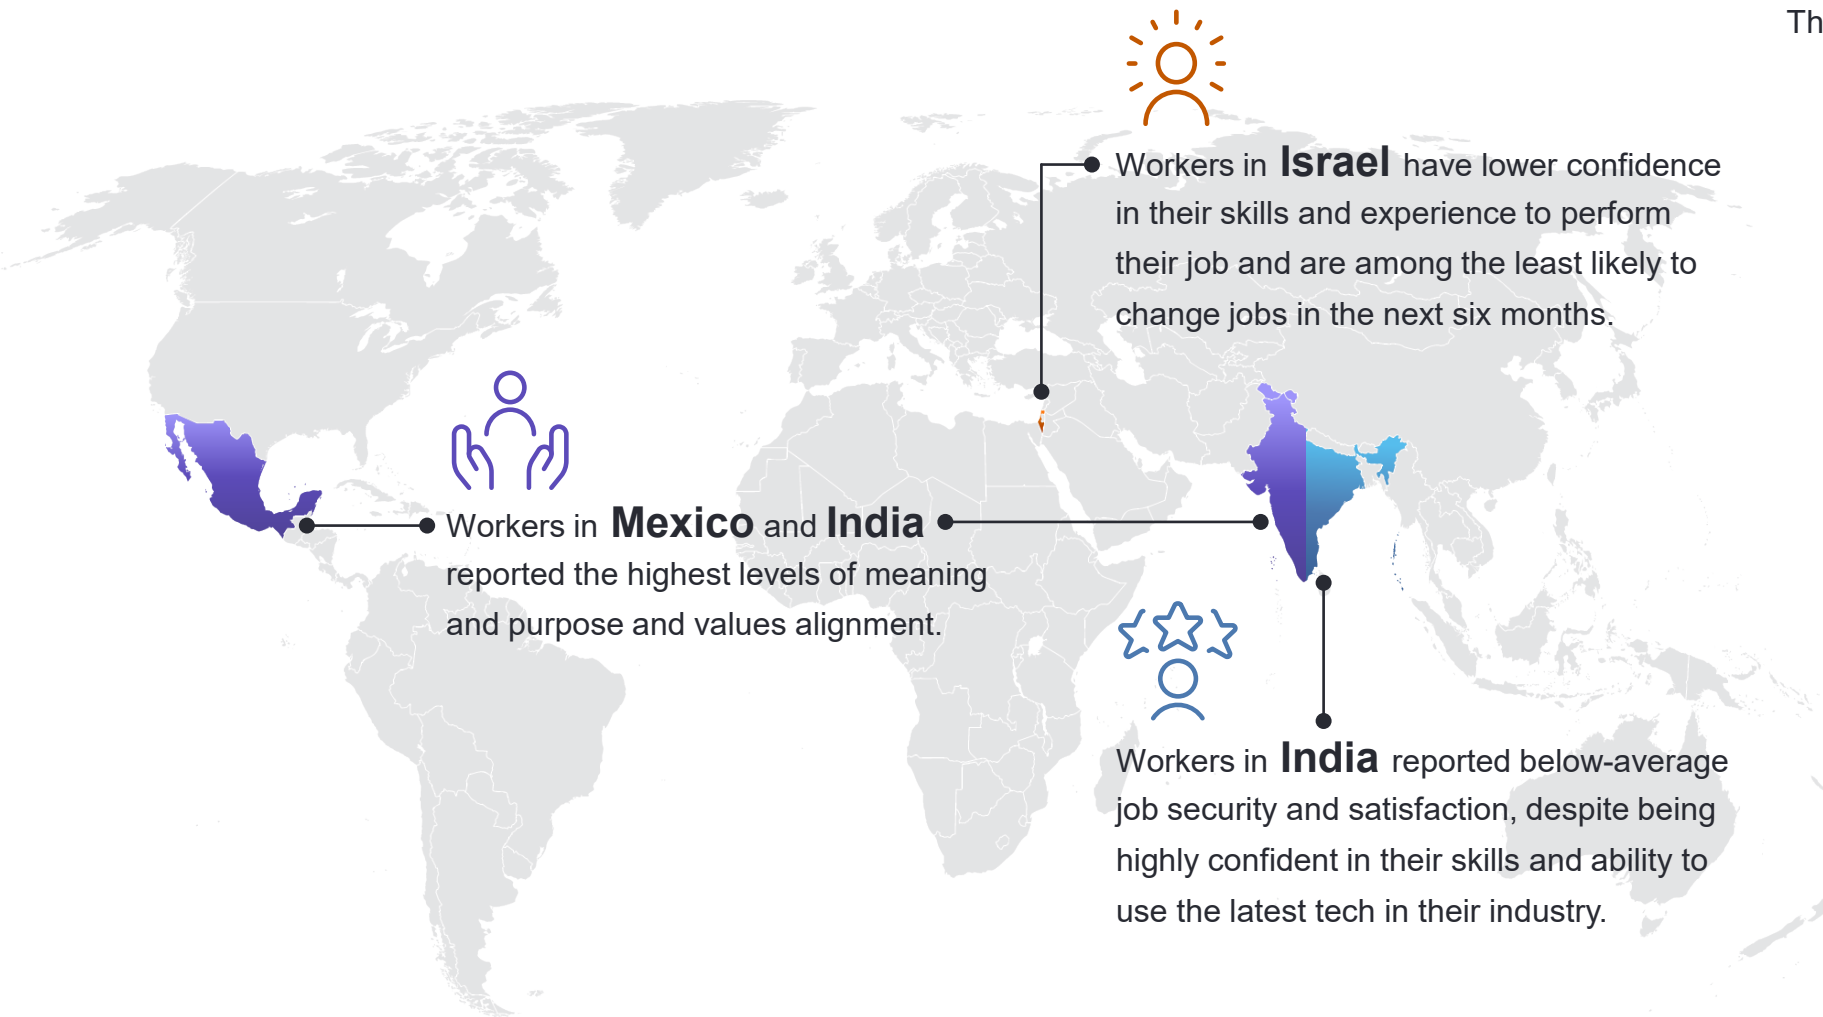 Th
Workers in Israel have lower confidence
in their skills and experience to perform
their job and are among the least likely to
change jobs in the next six months.
Workers in Mexico and India
reported the highest levels of meaning
and purpose and values alignment.
Workers in India reported below-average
job security and satisfaction, despite being
highly confident in their skills and ability to
use the latest tech in their industry.